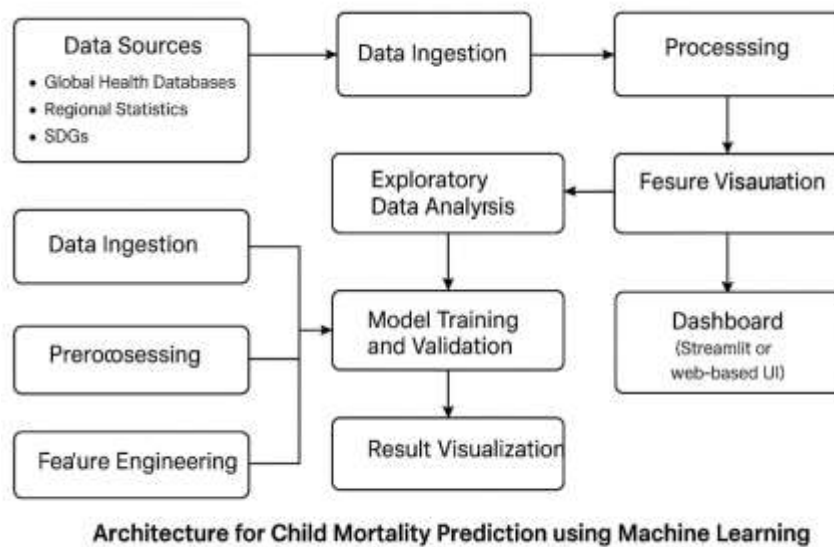 Data Sources
• Global Health Databases
• Regional Statistics
• SDGs
Data Ingestion
Processsing
Exploratory
Data Analyısis
Fesure Visauration
Data Ingestion
Model Training
and Validation
Dashboard
(Streamlit or
web-based UI)
Prerocosessing
Result Visualization
Fea'ure Engineering
Architecture for Child Mortality Prediction using Machine Learning